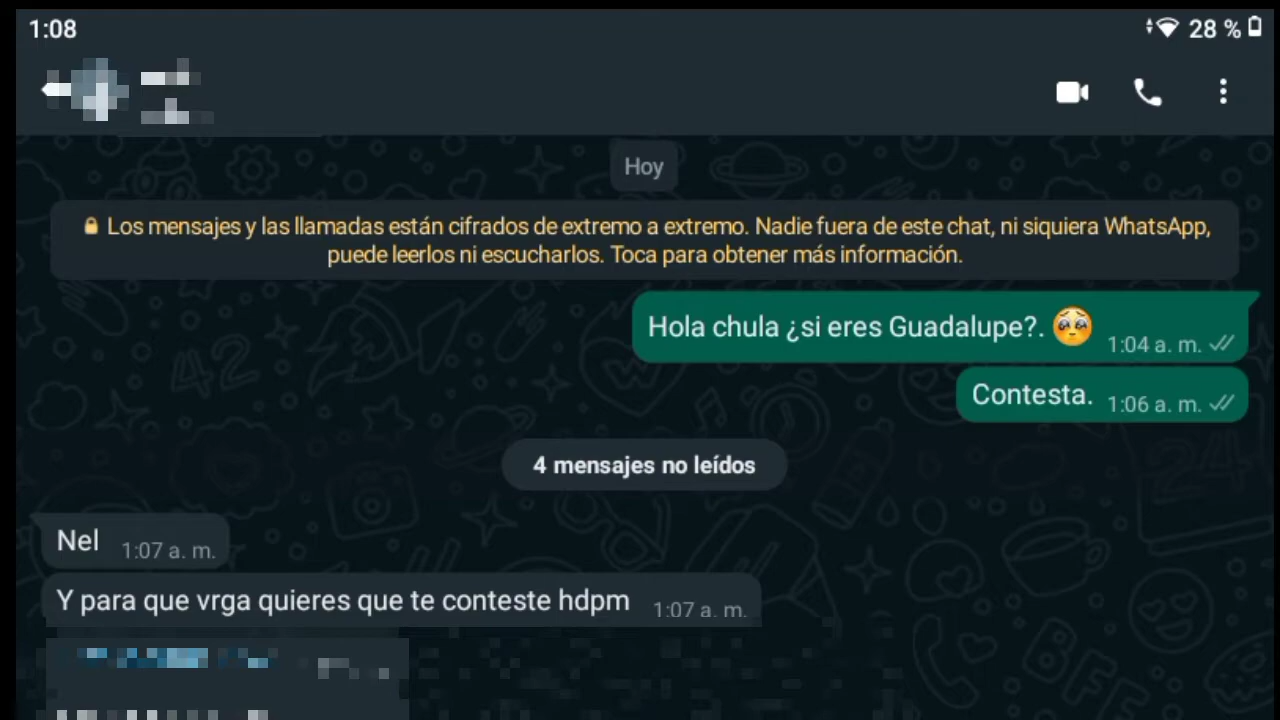 1:08
28 %
Hoy
Los mensajes y las llamadas están cifrados de extremo a extremo. Nadie fuera de este chat, ni siquiera WhatsApp,
puede leerlos ni escucharlos. Toca para obtener más información.
Hola chula ¿si eres Guadalupe?. 🥺 1:04 a. m.
Contesta. 1:06 a. m.
4 mensajes no leídos
Nel 1:07 a. m.
Y para que vrga quieres que te conteste hdpm 1:07 a. m.